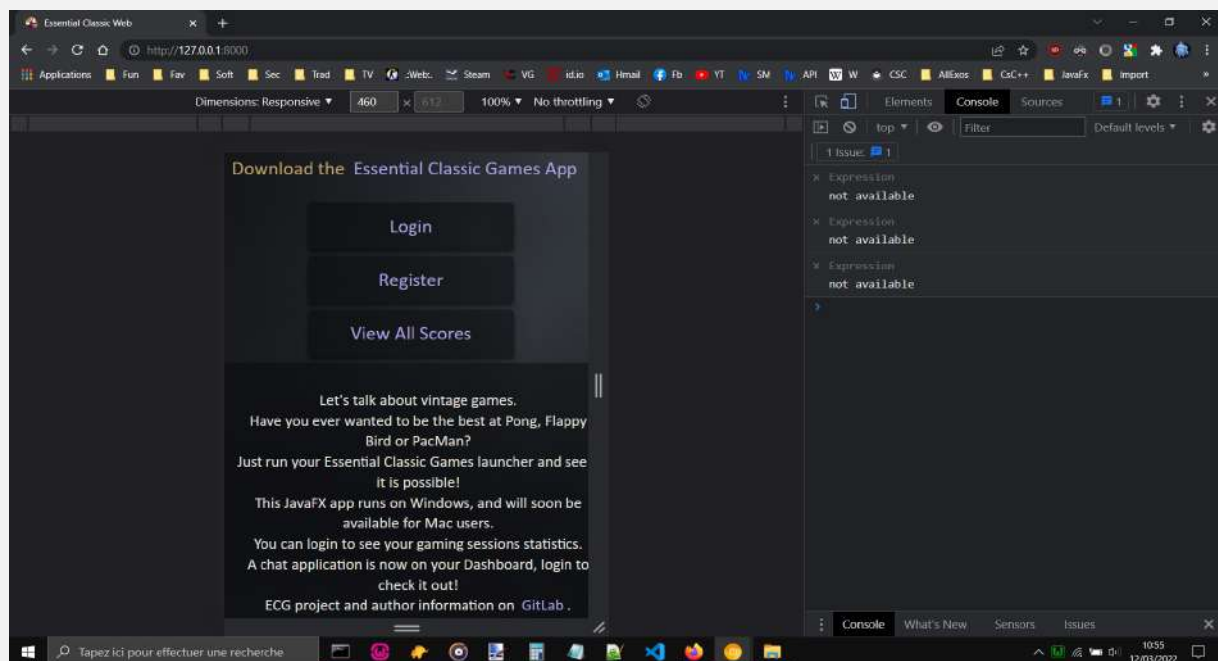 Essential Classic Web
http://127.0.0.1:8000
Applications Fun Fav Soft Sec Trad TV :Webt. Steam VG id.io Hmail Fb YT SM API W CSC AllExos CsC++ JavaFx Import »
Dimensions: Responsive 460 × 612 100% No throttling
Elements Console Sources 1
top Filter Default levels
1 Issue: 1
Expression
not available
Expression
not available
Expression
not available
Download the Essential Classic Games App
Login
Register
View All Scores
Let's talk about vintage games.
Have you ever wanted to be the best at Pong, Flappy
Bird or PacMan?
Just run your Essential Classic Games launcher and see
it is possible!
This JavaFX app runs on Windows, and will soon be
available for Mac users.
You can login to see your gaming sessions statistics.
A chat application is now on your Dashboard, login to
check it out!
ECG project and author information on GitLab .
Console What's New Sensors Issues
Tapez ici pour effectuer une recherche
10:55
12/03/2022